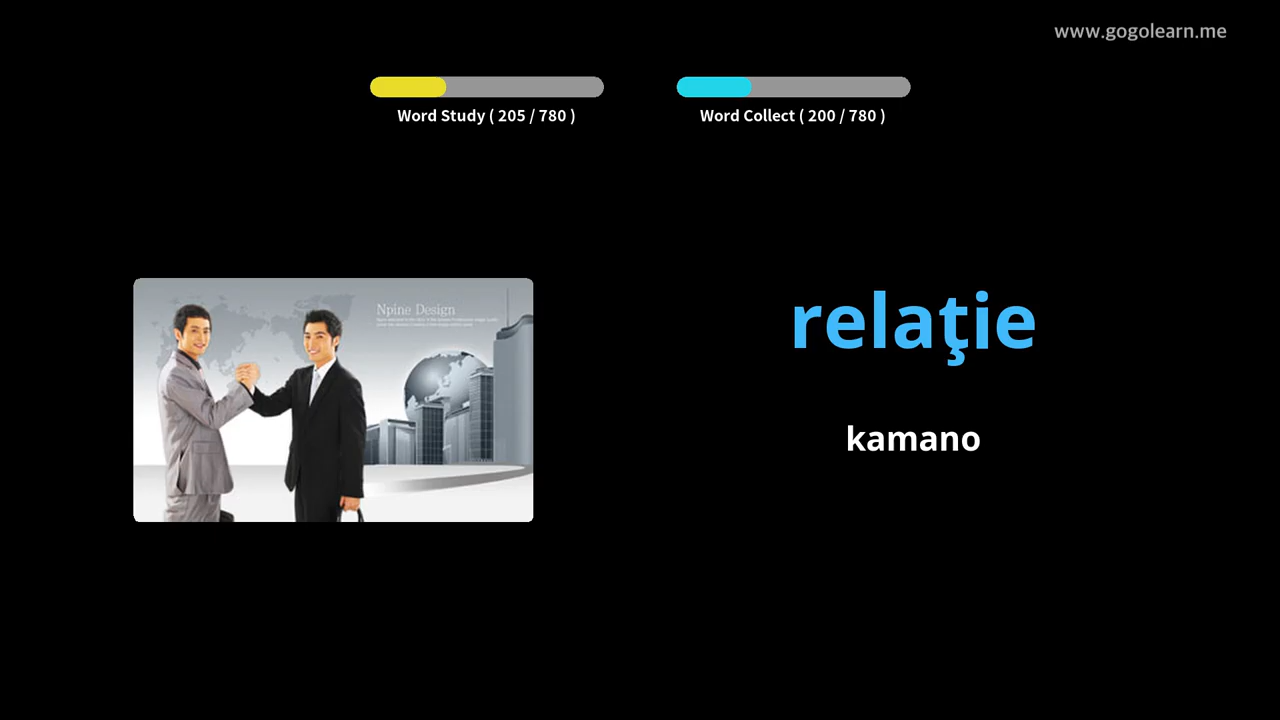 www.gogolearn.me
Word Study ( 205 / 780 )
Word Collect ( 200 / 780 )
Npine Design
relaţie
kamano